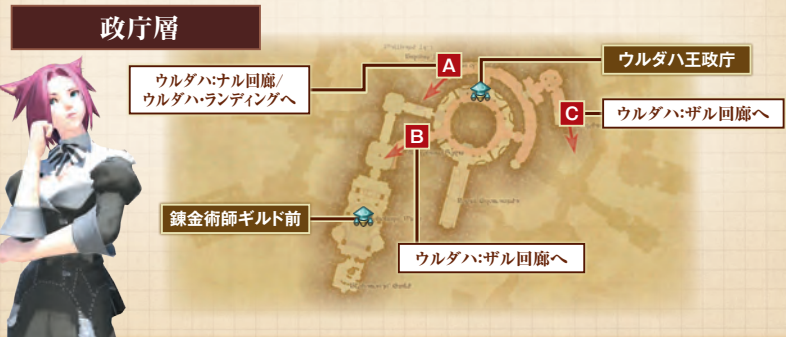 政庁層
A
ウルダハ王政庁
ウルダハ:ナル回廊/
ウルダハ・ランディングへ
C
ウルダハ:ザル回廊へ
B
錬金術師ギルド前
ウルダハ:ザル回廊へ